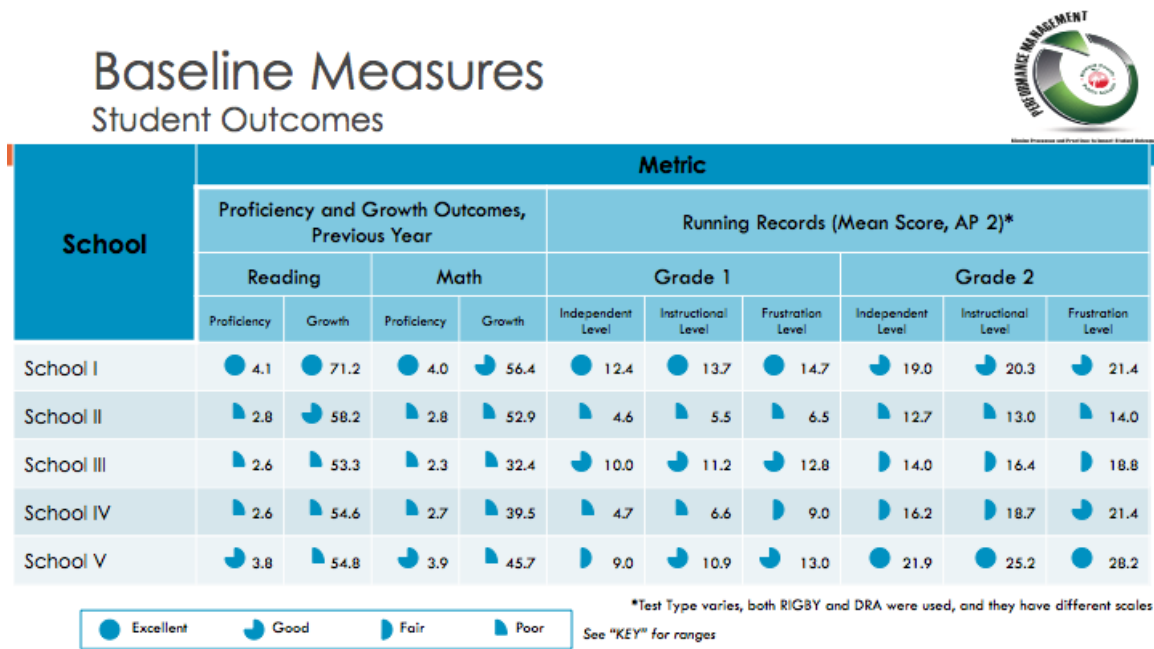 Baseline Measures
Student Outcomes
PERFORMANCE MANAGEMENT
School
Metric
Proficiency and Growth Outcomes,
Previous Year
Running Records (Mean Score, AP 2)*
Reading Math Grade 1 Grade 2
Proficiency Growth Proficiency Growth Independent Level Instructional Level Frustration Level Independent Level Instructional Level Frustration Level
School I 4.1 71.2 4.0 56.4 12.4 13.7 14.7 19.0 20.3 21.4
School II 2.8 58.2 2.8 52.9 4.6 5.5 6.5 12.7 13.0 14.0
School III 2.6 53.3 2.3 32.4 10.0 11.2 12.8 14.0 16.4 18.8
School IV 2.6 54.6 2.7 39.5 4.7 6.6 9.0 16.2 18.7 21.4
School V 3.8 54.8 3.9 45.7 9.0 10.9 13.0 21.9 25.2 28.2
*Test Type varies, both RIGBY and DRA were used, and they have different scales
Excellent Good Fair Poor
See "KEY" for ranges